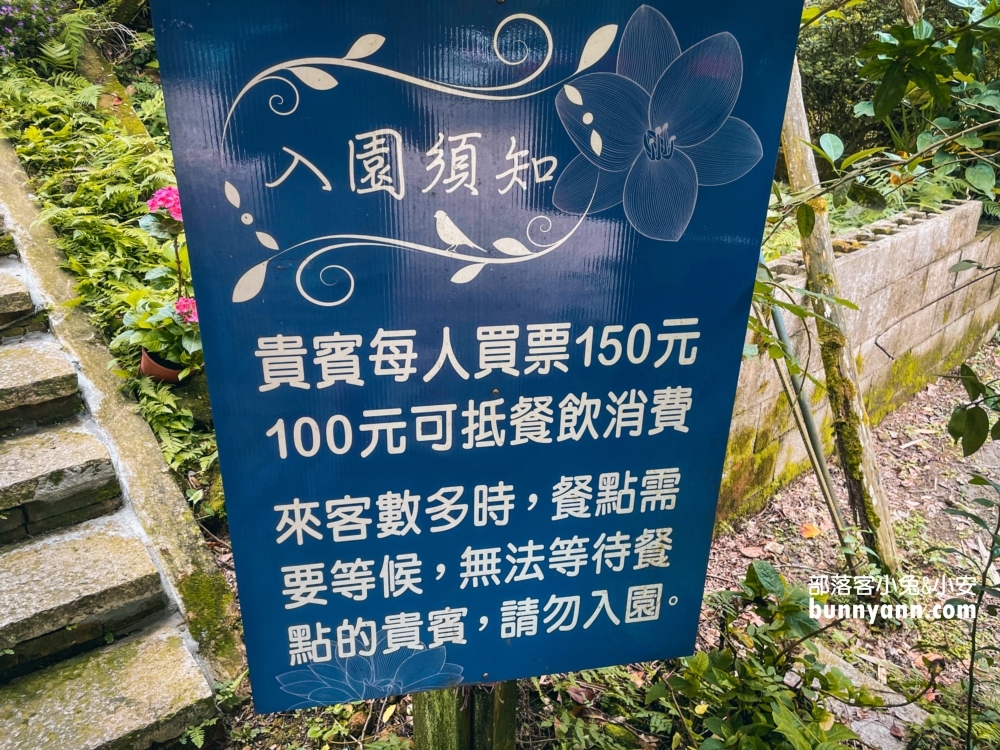 入園須知
貴賓每人買票150元
100元可抵餐飲消費
來客數多時，餐點需
要等候，無法等待餐
點的貴賓，請勿入園。
部落客小兔&小安
bunnyann.com